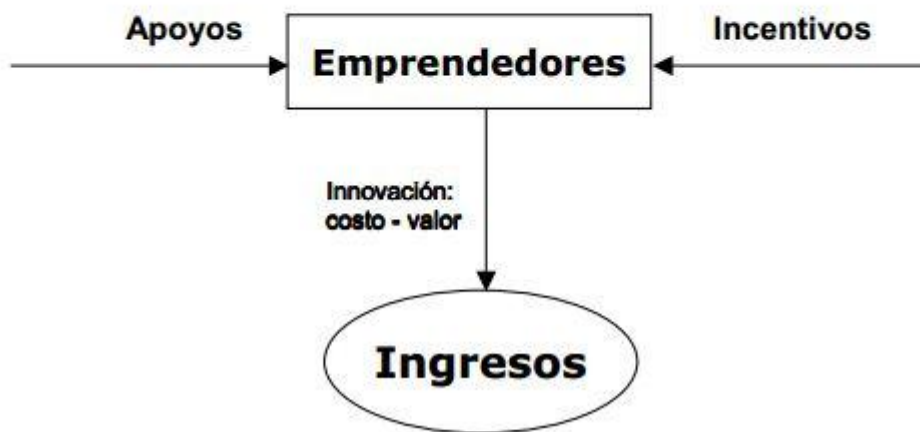 Apoyos
Incentivos
Emprendedores
Innovación:
costo - valor
Ingresos